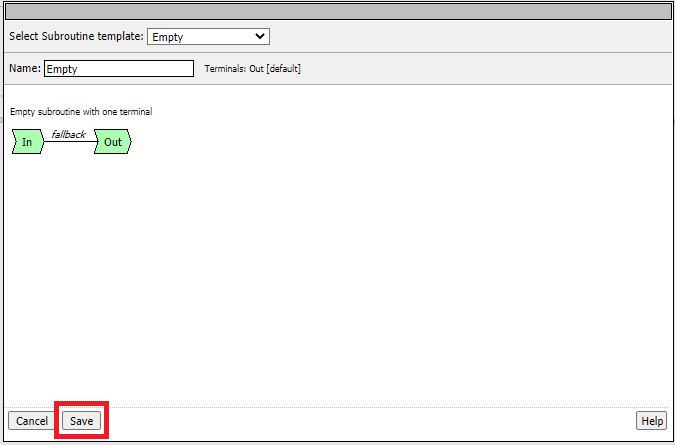 Select Subroutine template: Empty
Name: Empty Terminals: Out [default]
Empty subroutine with one terminal
In fallback Out
Cancel Save Help